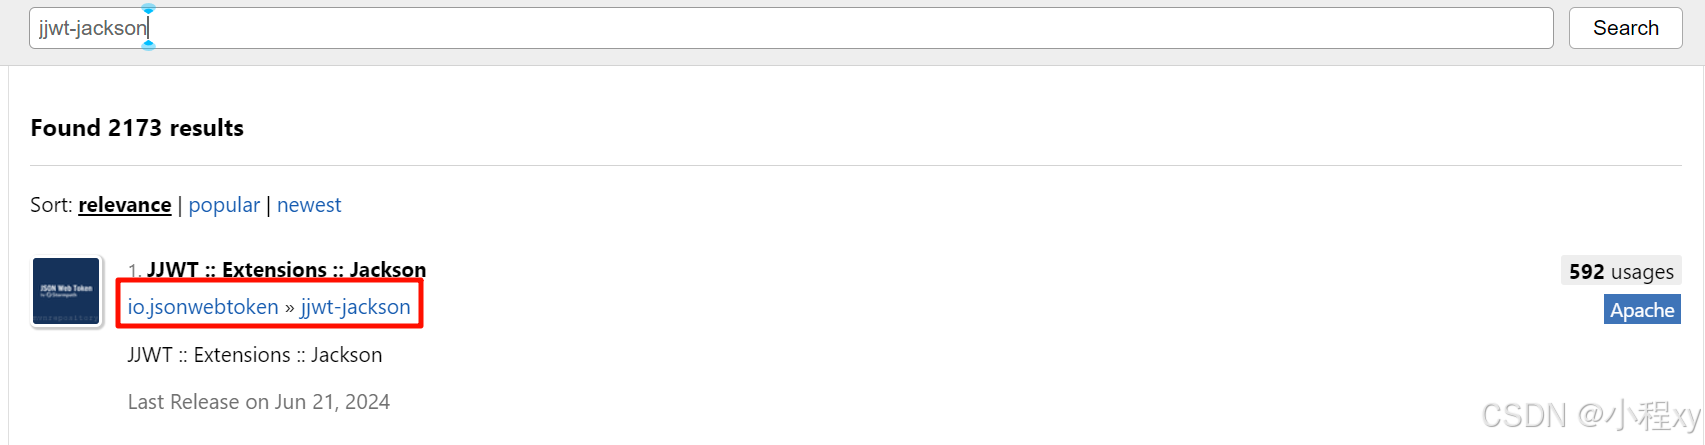 jjwt-jackson
Search
Found 2173 results
Sort: relevance | popular | newest
1. JJWT :: Extensions :: Jackson
592 usages
io.jsonwebtoken » jjwt-jackson
Apache
JSON Web Token
JJWT :: Extensions :: Jackson
Last Release on Jun 21, 2024
CSDN @小程xy